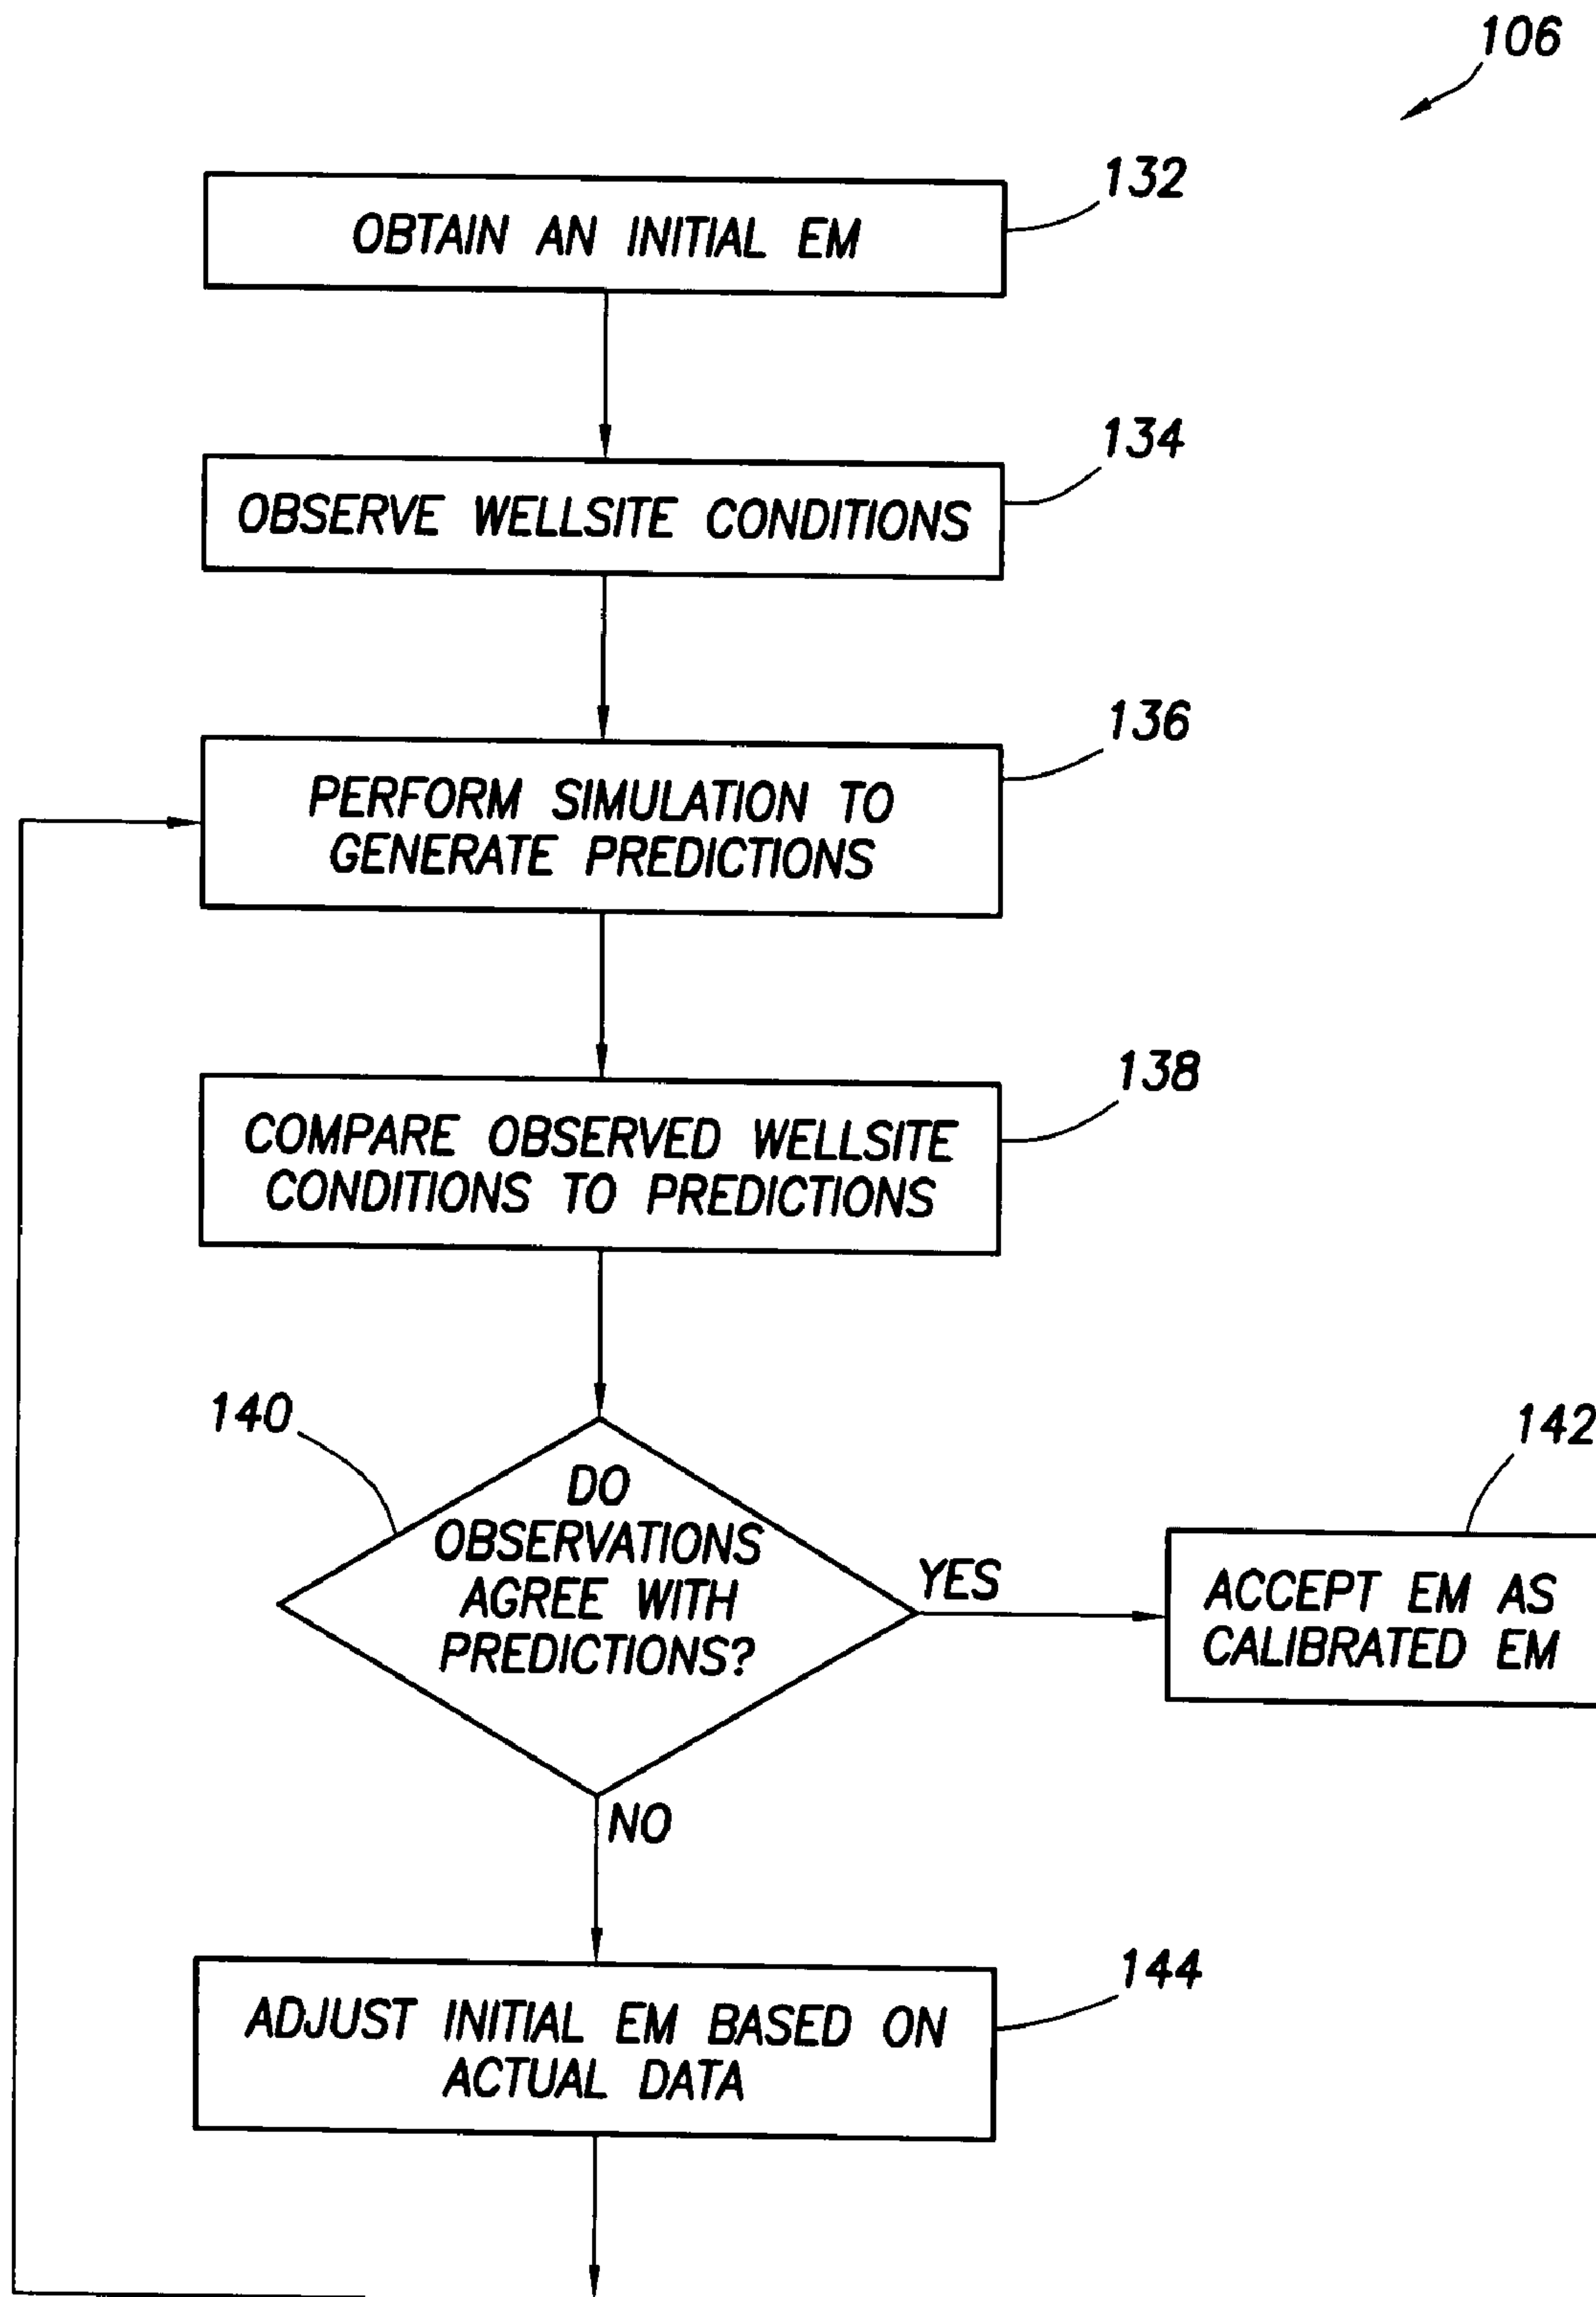 106
132
OBTAIN AN INITIAL EM
134
OBSERVE WELLSITE CONDITIONS
136
PERFORM SIMULATION TO
GENERATE PREDICTIONS
138
COMPARE OBSERVED WELLSITE
CONDITIONS TO PREDICTIONS
140
DO
OBSERVATIONS
AGREE WITH
PREDICTIONS?
YES
142
ACCEPT EM AS
CALIBRATED EM
NO
144
ADJUST INITIAL EM BASED ON
ACTUAL DATA